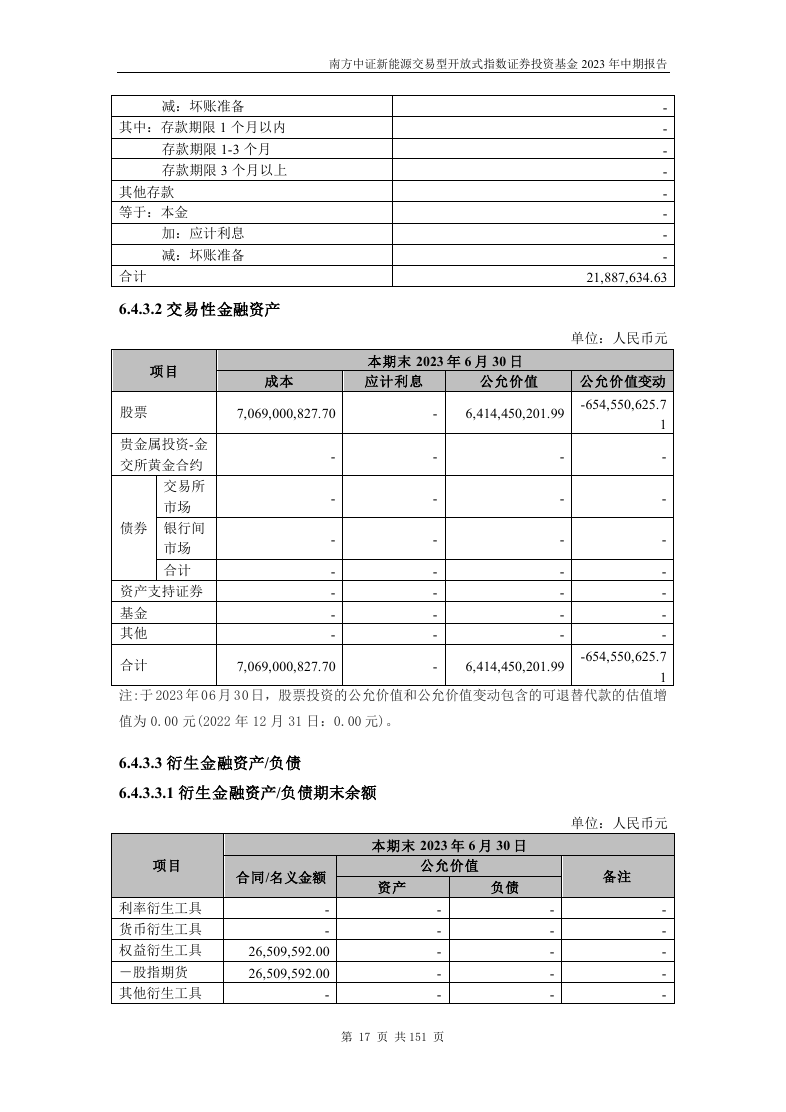 南方中证新能源交易型开放式指数证券投资基金 2023 年中期报告
减：坏账准备 -
其中：存款期限 1 个月以内 -
存款期限 1-3 个月 -
存款期限 3 个月以上 -
其他存款 -
等于：本金 -
加：应计利息 -
减：坏账准备 -
合计 21,887,634.63
6.4.3.2 交易性金融资产
单位：人民币元
项目 本期末 2023 年 6 月 30 日
成本 应计利息 公允价值 公允价值变动
股票 7,069,000,827.70 - 6,414,450,201.99 -654,550,625.7
1
贵金属投资-金
交所黄金合约 - - - -
债券 交易所
市场 - - - -
银行间
市场 - - - -
合计 - - - -
资产支持证券 - - - -
基金 - - - -
其他 - - - -
合计 7,069,000,827.70 - 6,414,450,201.99 -654,550,625.7
1
注:于2023年06月30日，股票投资的公允价值和公允价值变动包含的可退替代款的估值增
值为 0.00 元(2022 年 12 月 31 日：0.00 元)。
6.4.3.3 衍生金融资产/负债
6.4.3.3.1 衍生金融资产/负债期末余额
单位：人民币元
项目 本期末 2023 年 6 月 30 日
合同/名义金额 公允价值 备注
资产 负债
利率衍生工具 - - - -
货币衍生工具 - - - -
权益衍生工具 26,509,592.00 - - -
－股指期货 26,509,592.00 - - -
其他衍生工具 - - - -
第 17 页 共 151 页